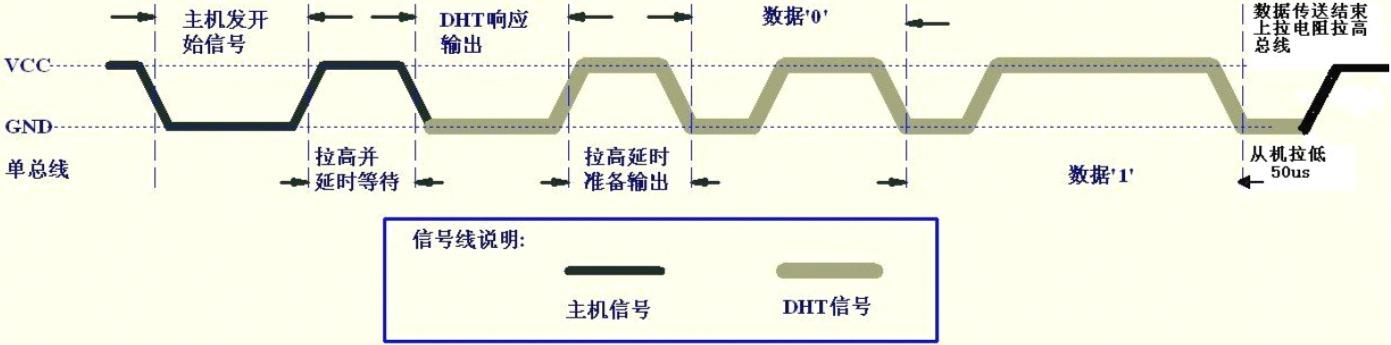 主机发开
始信号
DHT响应
输出
数据'0'
数据传送结束
上拉电阻拉高
总线
VCC
GND
单总线
拉高并
延时等待
拉高延时
准备输出
数据'1'
从机拉低
50us
信号线说明:
主机信号
DHT信号